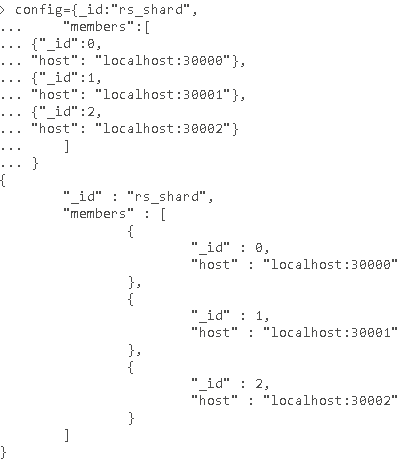 > config={_id:"rs_shard",
... "members":[
... {"_id":0,
... "host": "localhost:30000"},
... {"_id":1,
... "host": "localhost:30001"},
... {"_id":2,
... "host": "localhost:30002"}
... ]
... }
{
"_id" : "rs_shard",
"members" : [
{
"_id" : 0,
"host" : "localhost:30000"
},
{
"_id" : 1,
"host" : "localhost:30001"
},
{
"_id" : 2,
"host" : "localhost:30002"
}
]
}